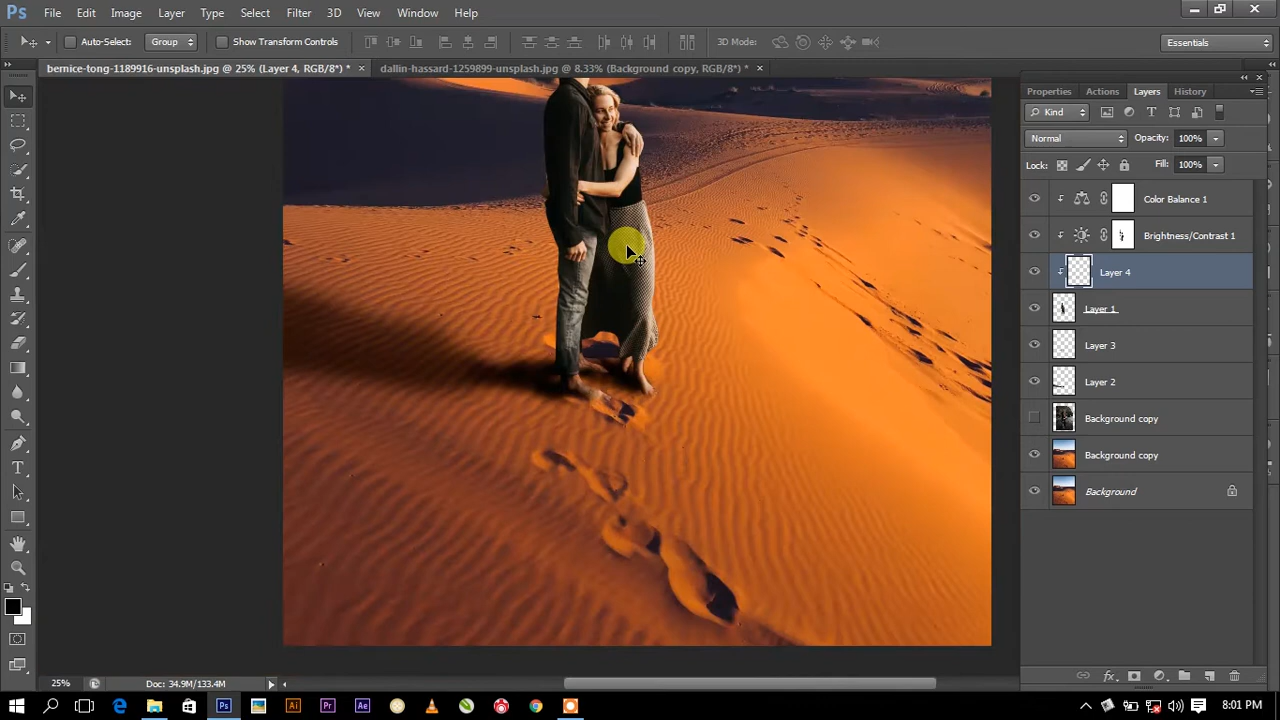 Ps File Edit Image Layer Type Select Filter 3D View Window Help
Auto-Select: Group Show Transform Controls 3D Mode: Essentials
bernice-tong-1189916-unsplash.jpg @ 25% (Layer 4, RGB/8*) * × dallin-hassard-1259899-unsplash.jpg @ 8.33% (Background copy, RGB/8*) * ×
Properties Actions Layers History
Kind
Normal Opacity: 100%
Lock: Fill: 100%
Color Balance 1
Brightness/Contrast 1
Layer 4
Layer 1
Layer 3
Layer 2
Background copy
Background copy
Background
25% Doc: 34.9M/133.4M
Ps Ai Pr Ae 8:01 PM